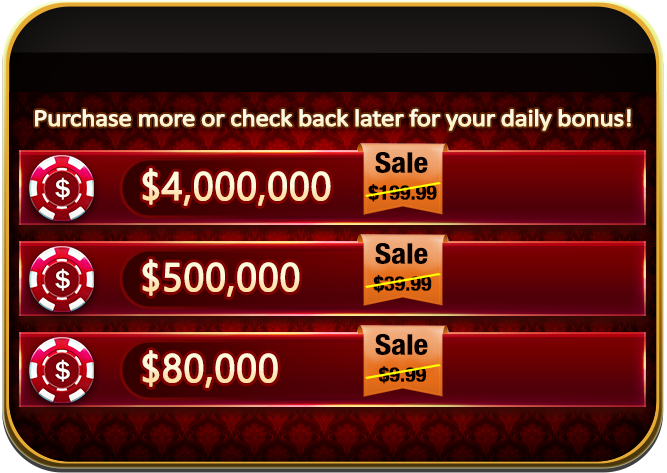 Purchase more or check back later for your daily bonus!
$ $4,000,000 Sale
$199.99
$ $500,000 Sale
$39.99
$ $80,000 Sale
$9.99